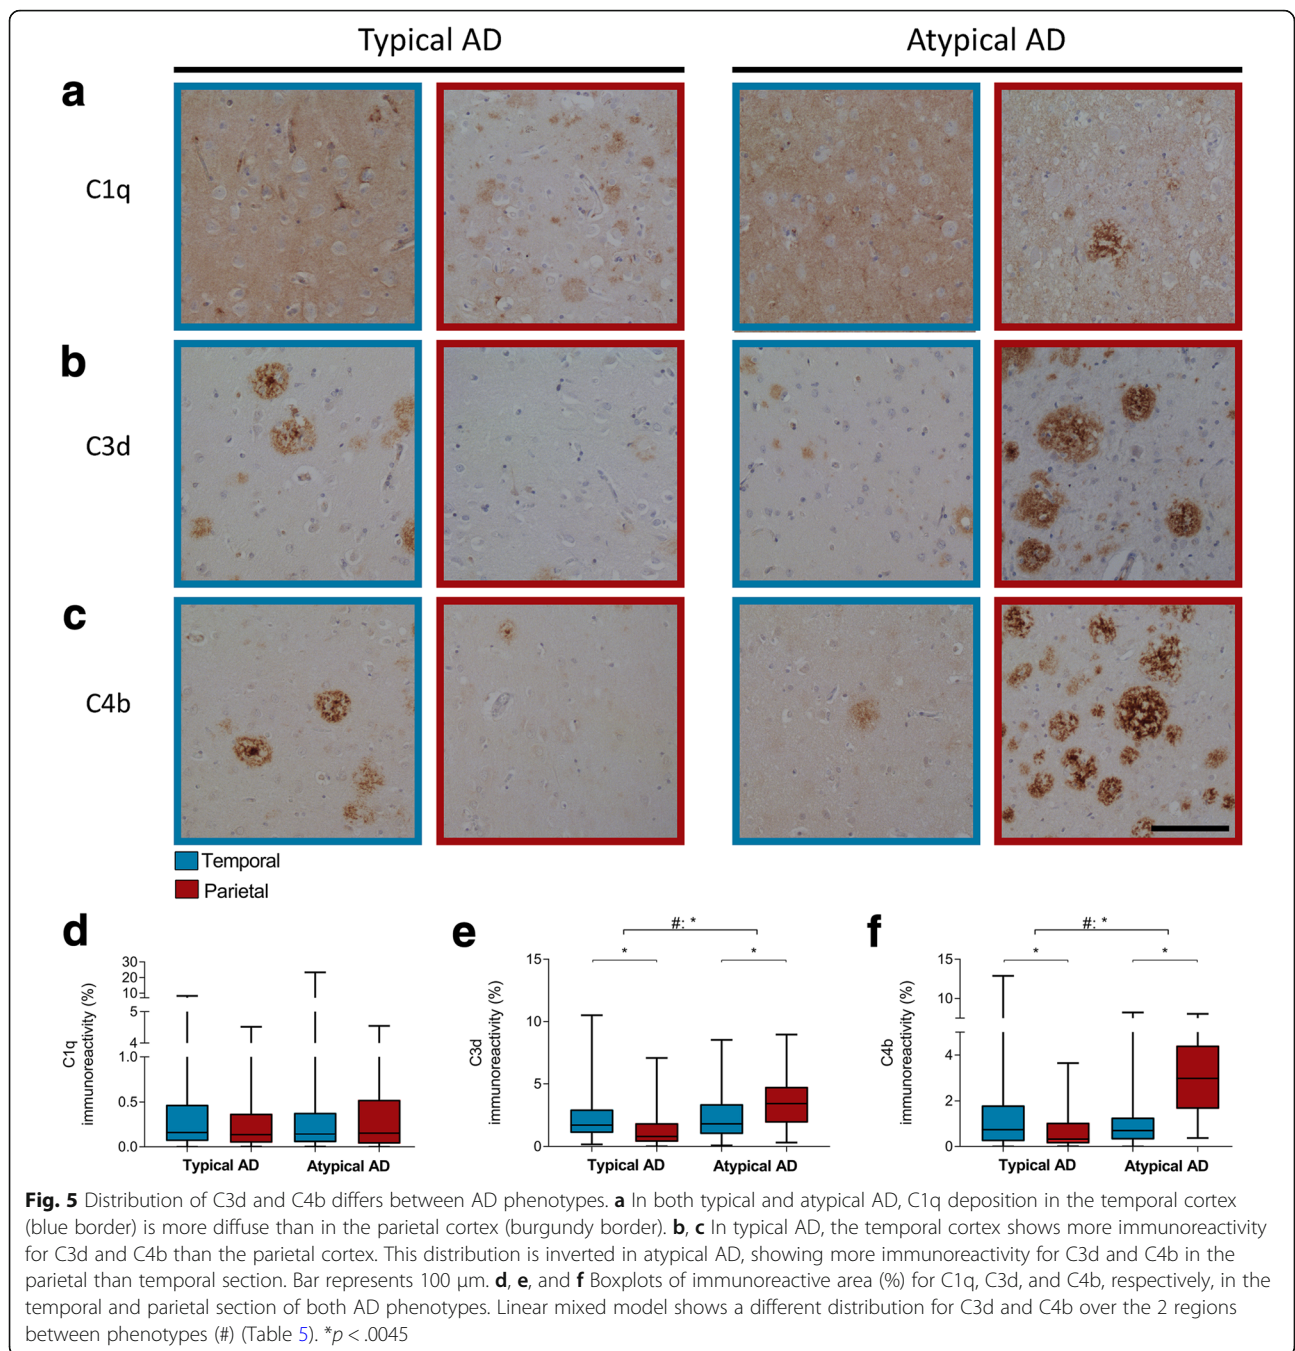 Typical AD
Atypical AD
a
C1q
b
C3d
c
C4b
Temporal
Parietal
d
C1q
immunoreactivity (%)
30
20
10
5
4
1.0
0.5
0.0
Typical AD
Atypical AD
e
#: *
*
*
C3d
immunoreactivity (%)
15
10
5
0
Typical AD
Atypical AD
f
#: *
*
*
C4b
immunoreactivity (%)
15
10
4
2
0
Typical AD
Atypical AD
Fig. 5 Distribution of C3d and C4b differs between AD phenotypes. a In both typical and atypical AD, C1q deposition in the temporal cortex
(blue border) is more diffuse than in the parietal cortex (burgundy border). b, c In typical AD, the temporal cortex shows more immunoreactivity
for C3d and C4b than the parietal cortex. This distribution is inverted in atypical AD, showing more immunoreactivity for C3d and C4b in the
parietal than temporal section. Bar represents 100 μm. d, e, and f Boxplots of immunoreactive area (%) for C1q, C3d, and C4b, respectively, in the
temporal and parietal section of both AD phenotypes. Linear mixed model shows a different distribution for C3d and C4b over the 2 regions
between phenotypes (#) (Table 5). *p < .0045